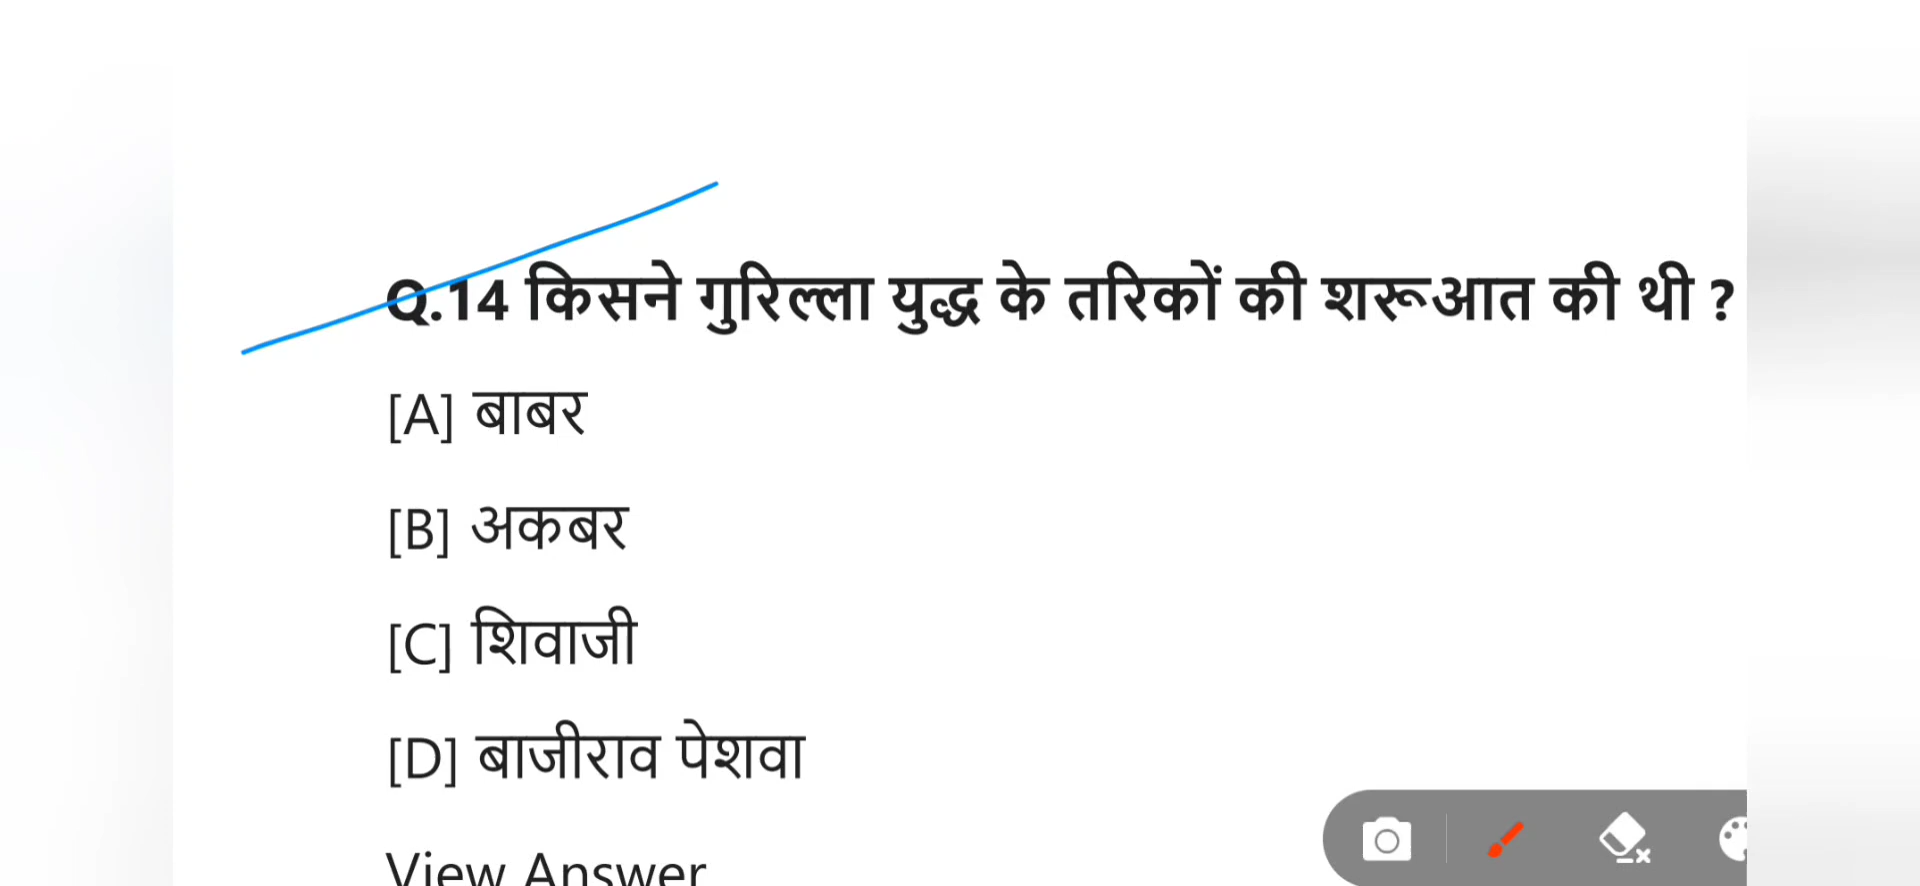 Q.14 किसने गुरिल्ला युद्ध के तरिकों की शरूआत की थी ?
[A] बाबर
[B] अकबर
[C] शिवाजी
[D] बाजीराव पेशवा
View Answer